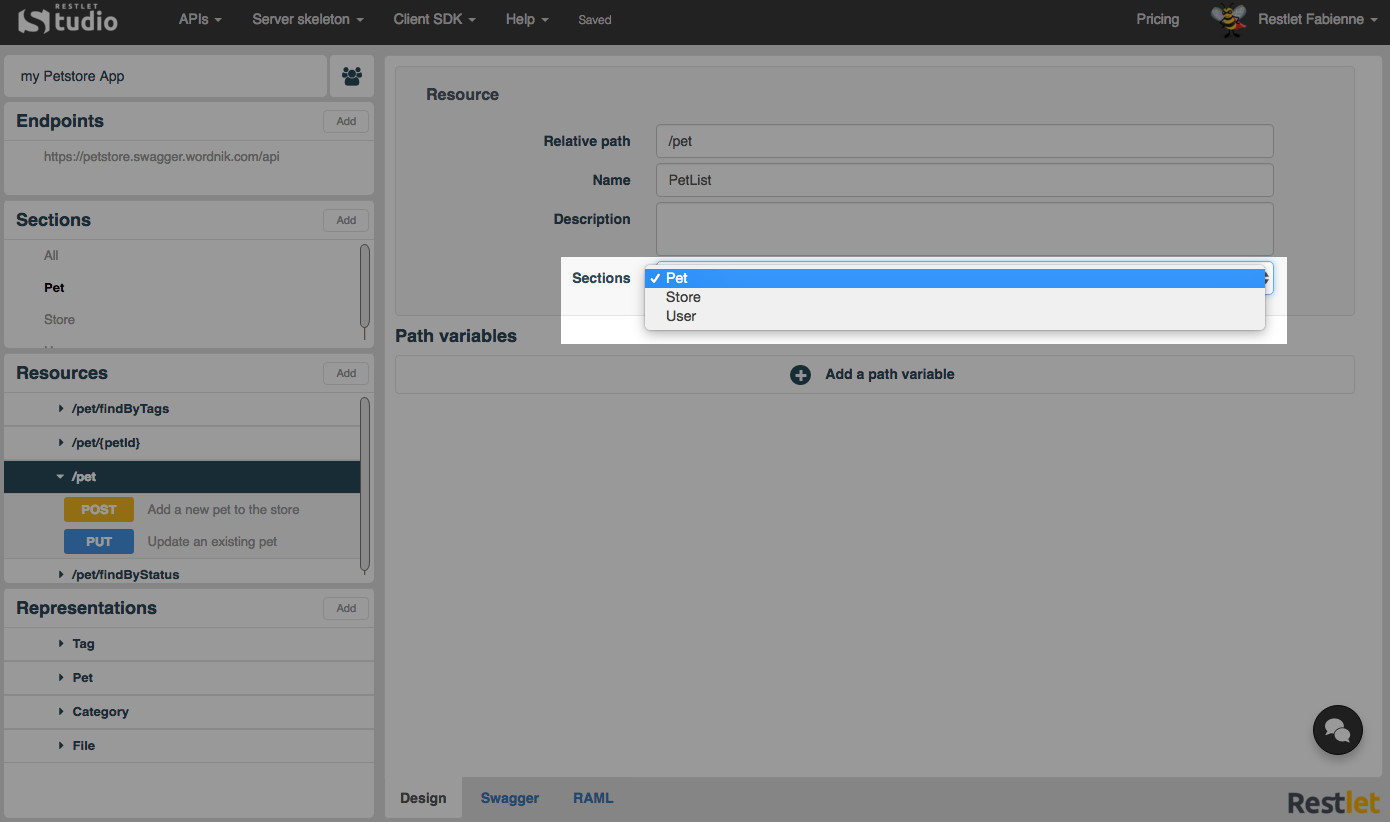 RESTLET
Studio
APIs
Server skeleton
Client SDK
Help
Saved
Pricing
Restlet Fabienne
my Petstore App
Endpoints
Add
https://petstore.swagger.wordnik.com/api
Sections
Add
All
Pet
Store
Resources
Add
/pet/findByTags
/pet/{petId}
/pet
POST Add a new pet to the store
PUT Update an existing pet
/pet/findByStatus
Representations
Add
Tag
Pet
Category
File
Resource
Relative path /pet
Name PetList
Description
Sections
✓ Pet
Store
User
Path variables
Add a path variable
Design
Swagger
RAML
Restlet